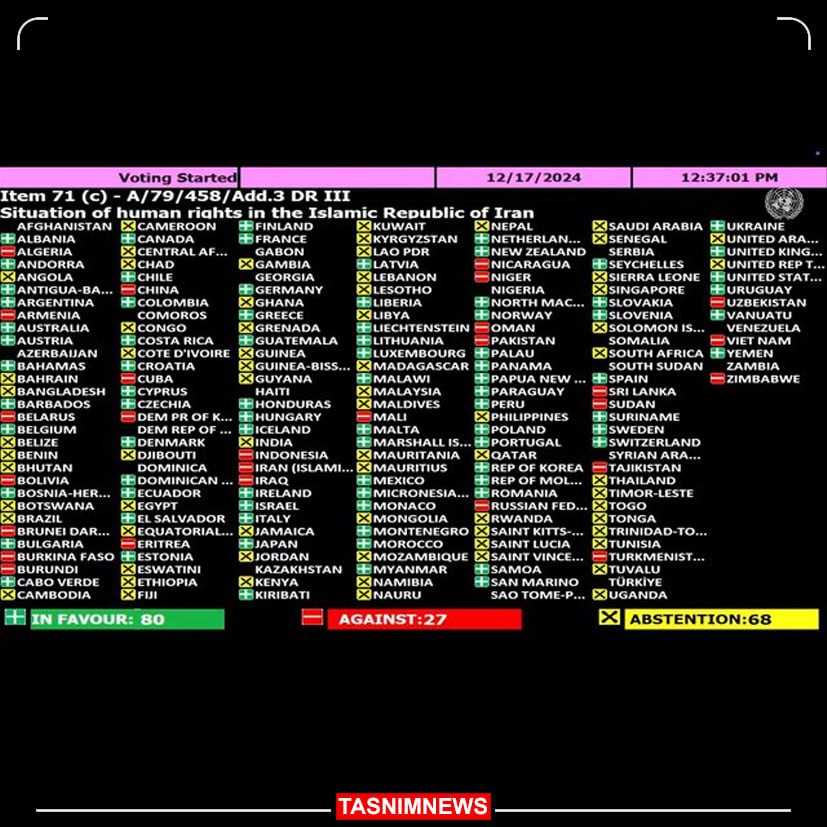 Voting Started
12/17/2024
12:37:01 PM
Item 71 (c) - A/79/458/Add.3 DR III
Situation of human rights in the Islamic Republic of Iran
AFGHANISTAN
ALBANIA
ALGERIA
ANDORRA
ANGOLA
ANTIGUA-BA...
ARGENTINA
ARMENIA
AUSTRALIA
AUSTRIA
AZERBAIJAN
BAHAMAS
BAHRAIN
BANGLADESH
BARBADOS
BELARUS
BELGIUM
BELIZE
BENIN
BHUTAN
BOLIVIA
BOSNIA-HER...
BOTSWANA
BRAZIL
BRUNEI DAR...
BULGARIA
BURKINA FASO
BURUNDI
CABO VERDE
CAMBODIA
CAMEROON
CANADA
CENTRAL AF...
CHAD
CHILE
CHINA
COLOMBIA
COMOROS
CONGO
COSTA RICA
COTE D'IVOIRE
CROATIA
CUBA
CYPRUS
CZECHIA
DEM PR OF K...
DEM REP OF ...
DENMARK
DJIBOUTI
DOMINICA
DOMINICAN ...
ECUADOR
EGYPT
EL SALVADOR
EQUATORIAL...
ERITREA
ESTONIA
ESWATINI
ETHIOPIA
FIJI
FINLAND
FRANCE
GABON
GAMBIA
GEORGIA
GERMANY
GHANA
GREECE
GRENADA
GUATEMALA
GUINEA
GUINEA-BISS...
GUYANA
HAITI
HONDURAS
HUNGARY
ICELAND
INDIA
INDONESIA
IRAN (ISLAMI...
IRAQ
IRELAND
ISRAEL
ITALY
JAMAICA
JAPAN
JORDAN
KAZAKHSTAN
KENYA
KIRIBATI
KUWAIT
KYRGYZSTAN
LAO PDR
LATVIA
LEBANON
LESOTHO
LIBERIA
LIBYA
LIECHTENSTEIN
LITHUANIA
LUXEMBOURG
MADAGASCAR
MALAWI
MALAYSIA
MALDIVES
MALI
MALTA
MARSHALL IS...
MAURITANIA
MAURITIUS
MEXICO
MICRONESIA...
MONACO
MONGOLIA
MONTENEGRO
MOROCCO
MOZAMBIQUE
MYANMAR
NAMIBIA
NAURU
NEPAL
NETHERLAN...
NEW ZEALAND
NICARAGUA
NIGER
NIGERIA
NORTH MAC...
NORWAY
OMAN
PAKISTAN
PALAU
PANAMA
PAPUA NEW ...
PARAGUAY
PERU
PHILIPPINES
POLAND
PORTUGAL
QATAR
REP OF KOREA
REP OF MOL...
ROMANIA
RUSSIAN FED...
RWANDA
SAINT KITTS-...
SAINT LUCIA
SAINT VINCE...
SAMOA
SAN MARINO
SAO TOME-P...
SAUDI ARABIA
SENEGAL
SERBIA
SEYCHELLES
SIERRA LEONE
SINGAPORE
SLOVAKIA
SLOVENIA
SOLOMON IS...
SOMALIA
SOUTH AFRICA
SOUTH SUDAN
SPAIN
SRI LANKA
SUDAN
SURINAME
SWEDEN
SWITZERLAND
SYRIAN ARA...
TAJIKISTAN
THAILAND
TIMOR-LESTE
TOGO
TONGA
TRINIDAD-TO...
TUNISIA
TURKMENIST...
TUVALU
TÜRKİYE
UGANDA
UKRAINE
UNITED ARA...
UNITED KING...
UNITED REP T...
UNITED STAT...
URUGUAY
UZBEKISTAN
VANUATU
VENEZUELA
VIET NAM
YEMEN
ZAMBIA
ZIMBABWE
IN FAVOUR: 80
AGAINST:27
ABSTENTION:68
TASNIMNEWS